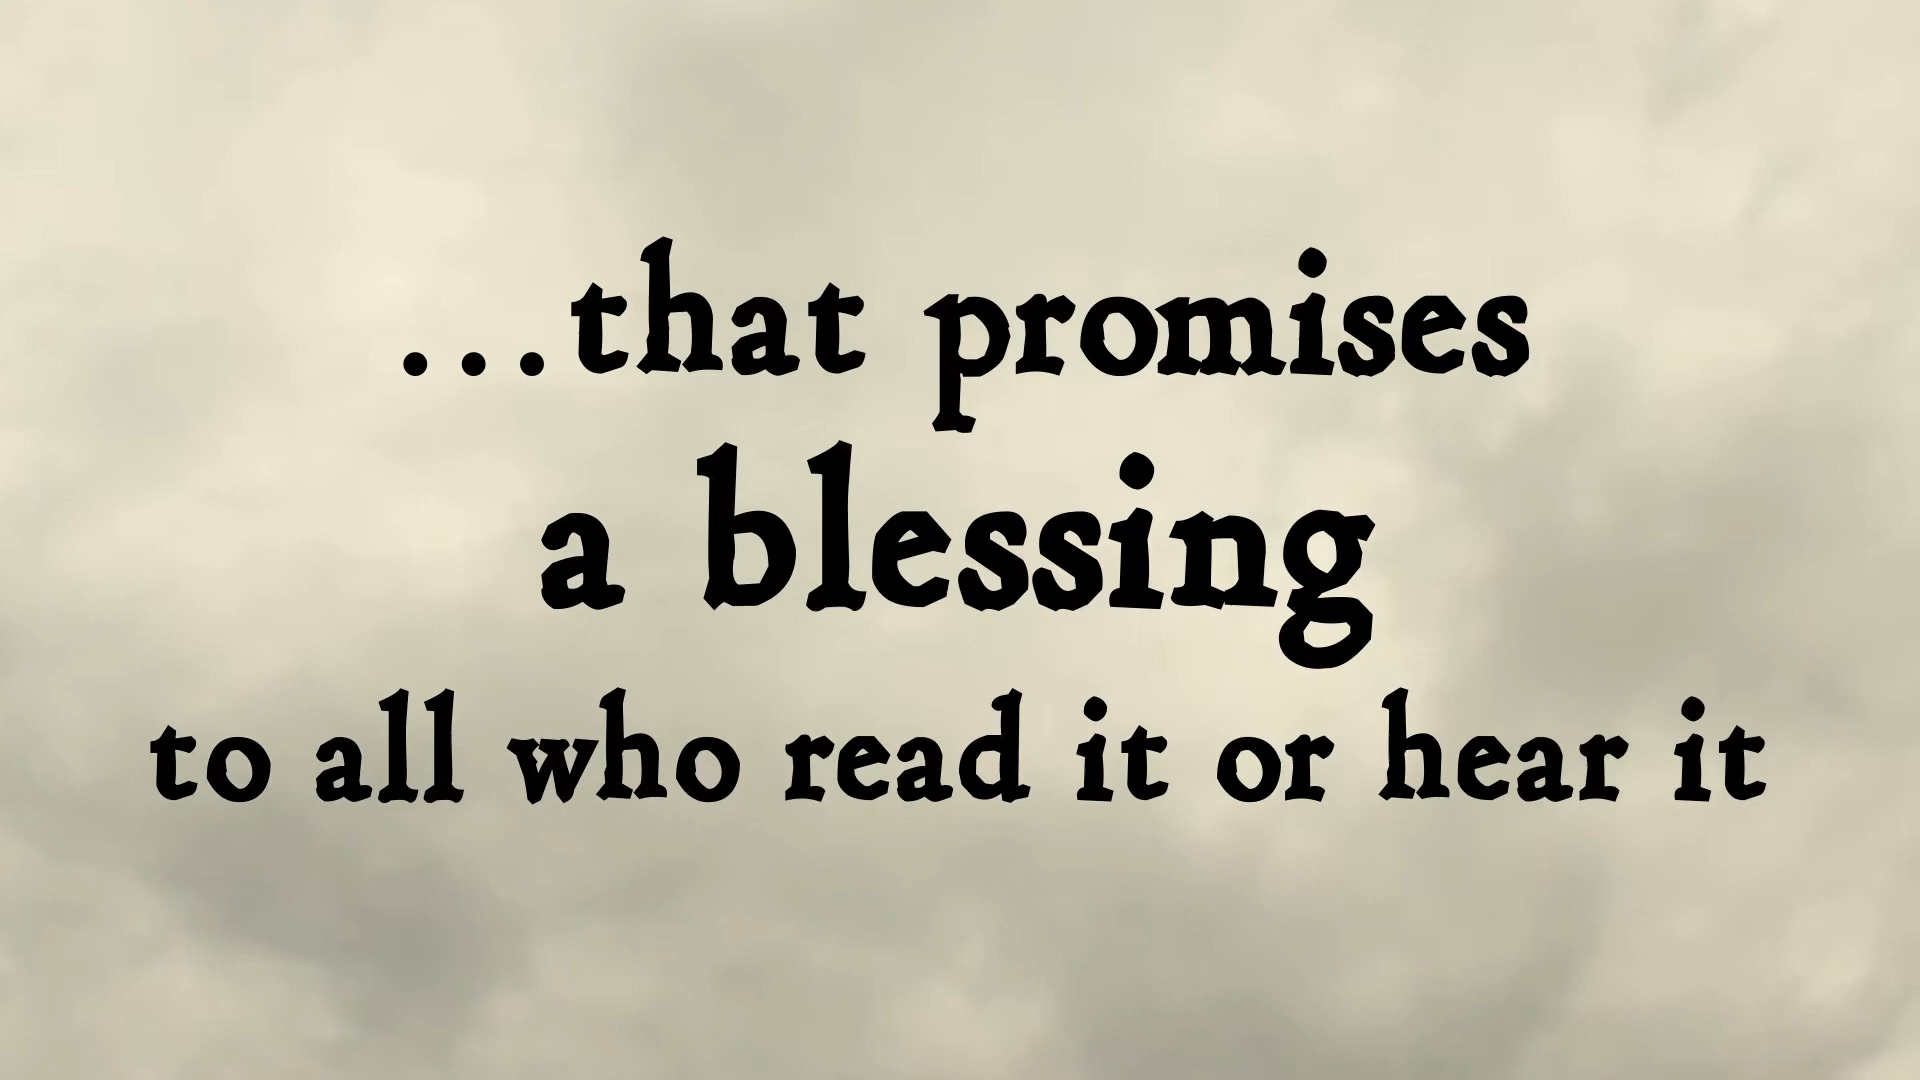 ...that promises
a blessing
to all who read it or hear it